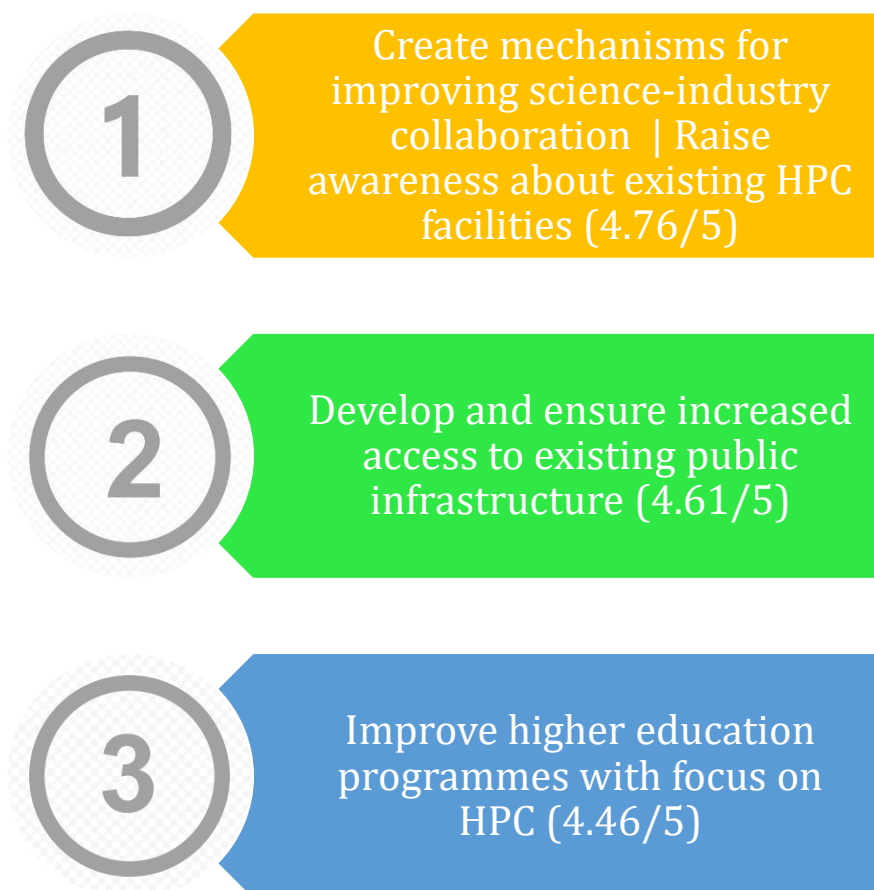 1
Create mechanisms for
improving science-industry
collaboration | Raise
awareness about existing HPC
facilities (4.76/5)
2
Develop and ensure increased
access to existing public
infrastructure (4.61/5)
3
Improve higher education
programmes with focus on
HPC (4.46/5)